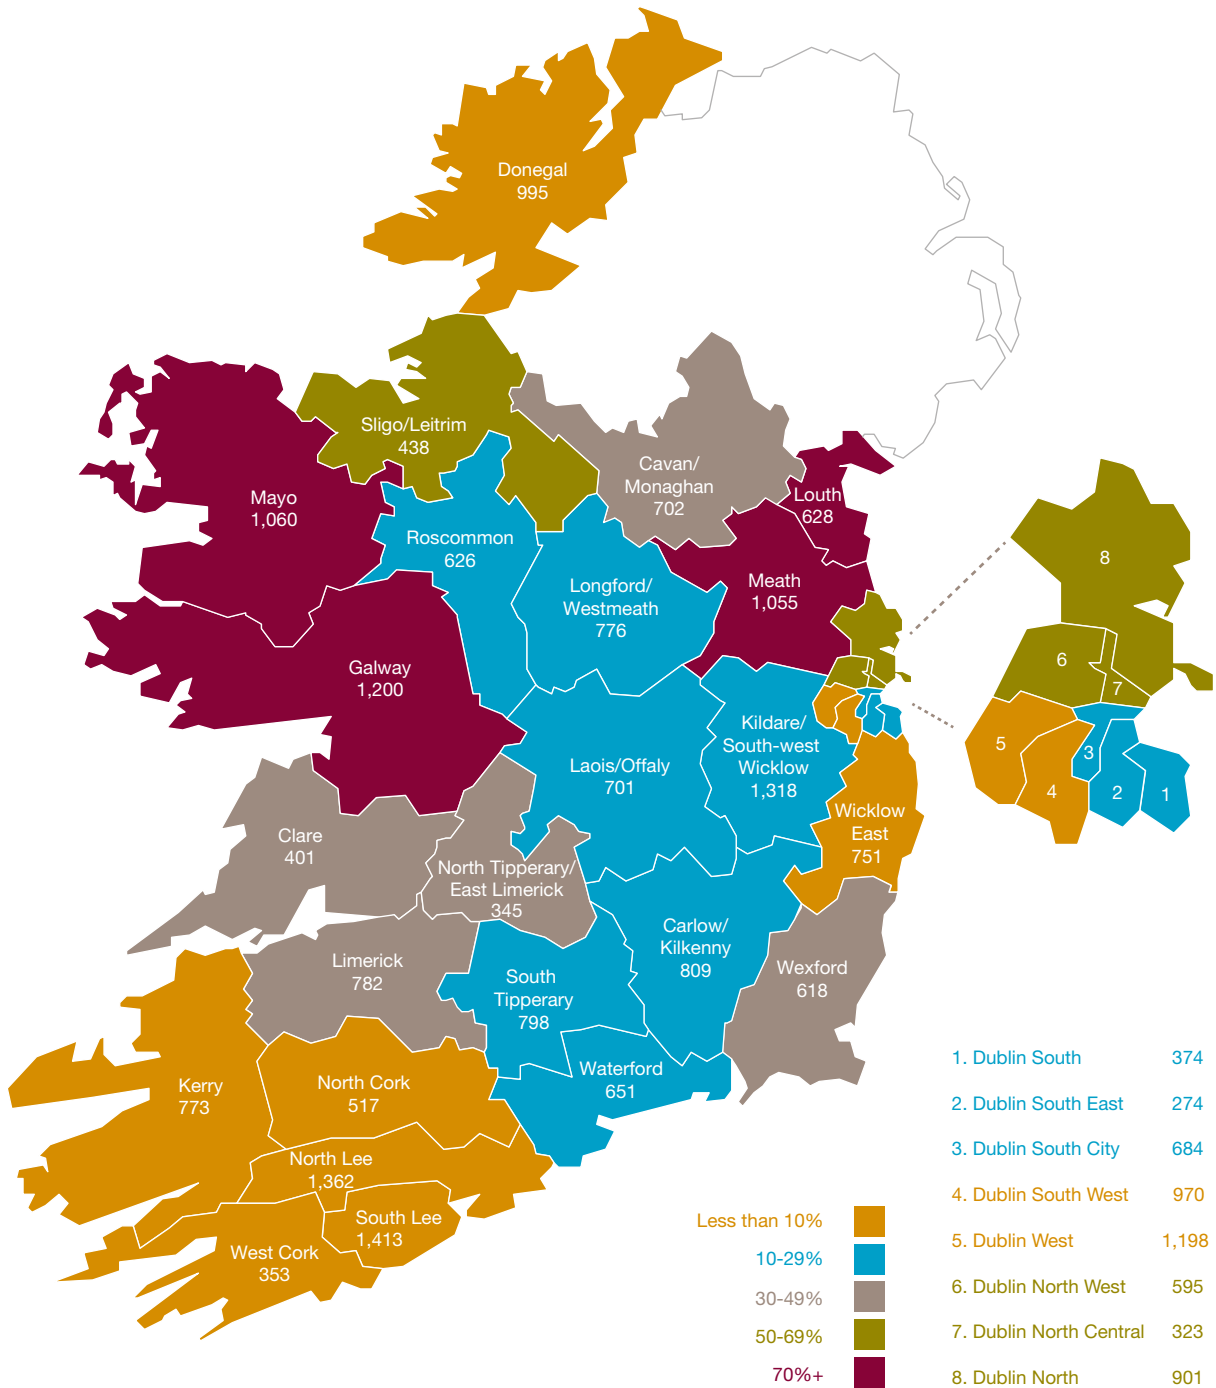 Donegal
995
Sligo/Leitrim
438
Cavan/
Monaghan
702
Louth
628
Mayo
1,060
Roscommon
626
Longford/
Westmeath
776
Meath
1,055
Galway
1,200
Kildare/
South-west
Wicklow
1,318
Laois/Offaly
701
Wicklow
East
751
Clare
401
North Tipperary/
East Limerick
345
Carlow/
Kilkenny
809
Limerick
782
South
Tipperary
798
Wexford
618
Waterford
651
Kerry
773
North Cork
517
North Lee
1,362
South Lee
1,413
West Cork
353
8
6
7
5
4
3
2
1
1. Dublin South 374
2. Dublin South East 274
3. Dublin South City 684
4. Dublin South West 970
5. Dublin West 1,198
6. Dublin North West 595
7. Dublin North Central 323
8. Dublin North 901
Less than 10%
10-29%
30-49%
50-69%
70%+